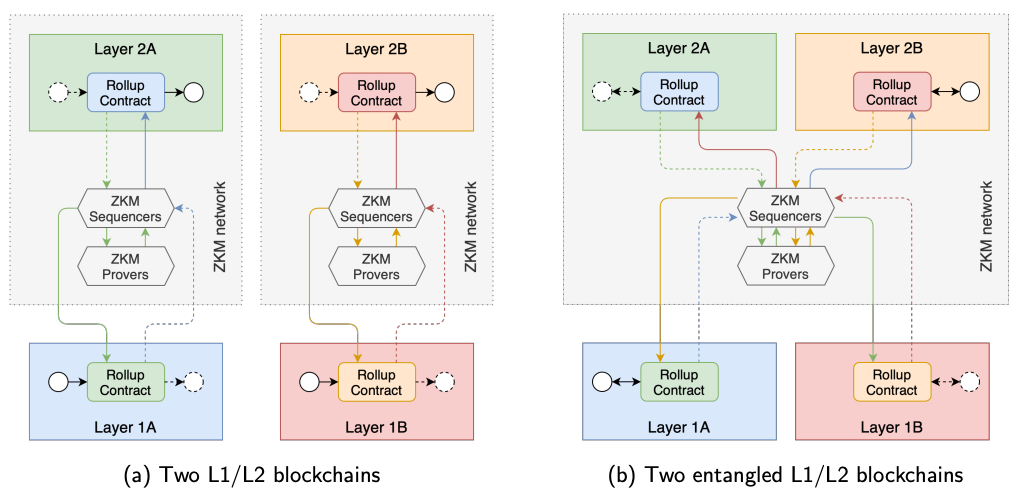 Layer 2A
Rollup
Contract
ZKM
Sequencers
ZKM
Provers
ZKM network
Rollup
Contract
Layer 1A
Layer 2B
Rollup
Contract
ZKM
Sequencers
ZKM
Provers
ZKM network
Rollup
Contract
Layer 1B
(a) Two L1/L2 blockchains
Layer 2A
Rollup
Contract
Layer 2B
Rollup
Contract
ZKM
Sequencers
ZKM
Provers
ZKM network
Rollup
Contract
Layer 1A
Rollup
Contract
Layer 1B
(b) Two entangled L1/L2 blockchains